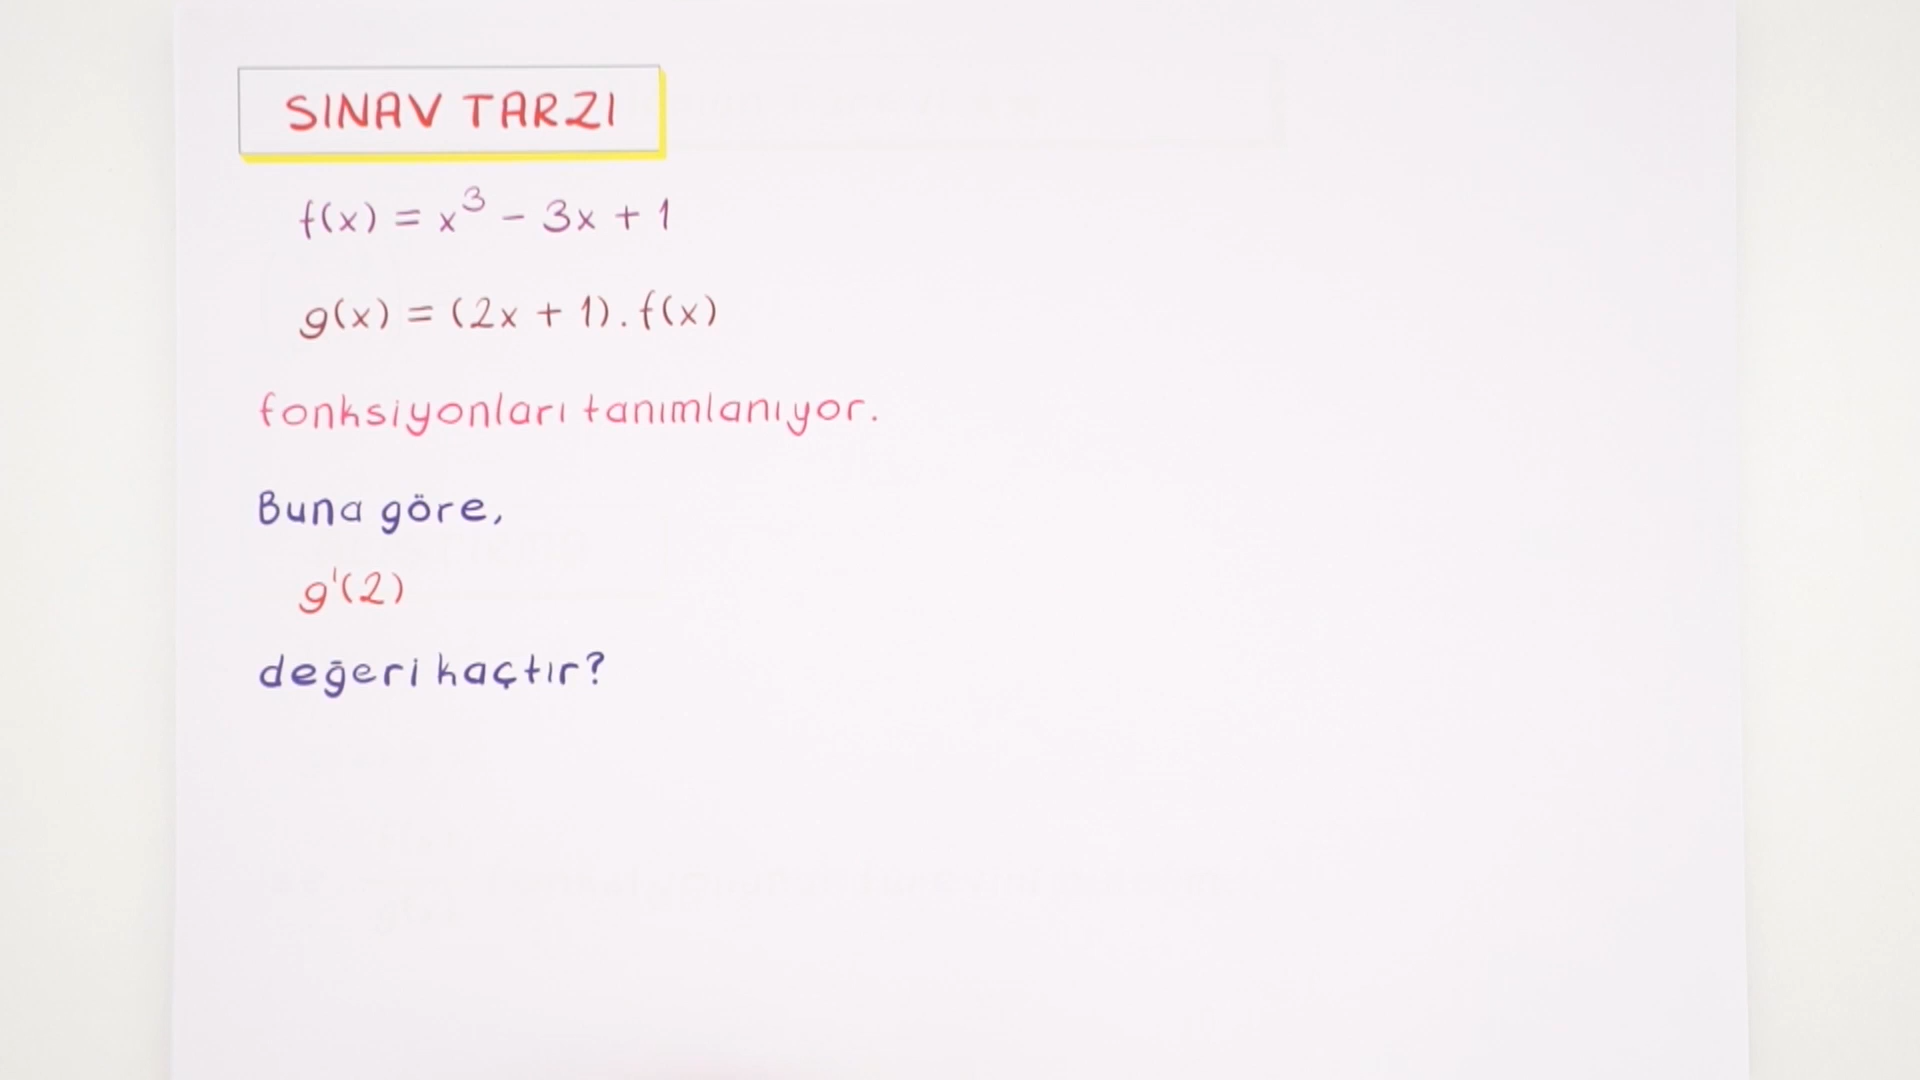 SINAV TARZI
f(x) = x³ - 3x + 1
g(x) = (2x + 1).f(x)
fonksiyonları tanımlanıyor.
Buna göre,
g'(2)
değeri kaçtır?